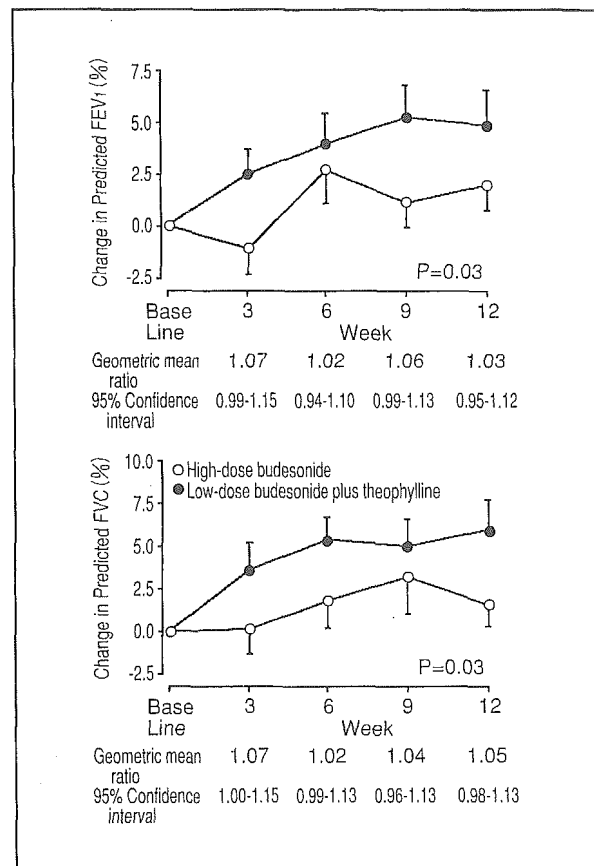 Change in Predicted FEV1 (%)
7.5
5.0
2.5
0.0
-2.5
P=0.03
Base 3 6 9 12
Line Week
Geometric mean 1.07 1.02 1.06 1.03
ratio
95% Confidence 0.99-1.15 0.94-1.10 0.99-1.13 0.95-1.12
interval
Change in Predicted FVC (%)
10.0
7.5
5.0
2.5
0.0
-2.5
High-dose budesonide
Low-dose budesonide plus theophylline
P=0.03
Base 3 6 9 12
Line Week
Geometric mean 1.07 1.02 1.04 1.05
ratio
95% Confidence 1.00-1.15 0.99-1.13 0.96-1.13 0.98-1.13
interval